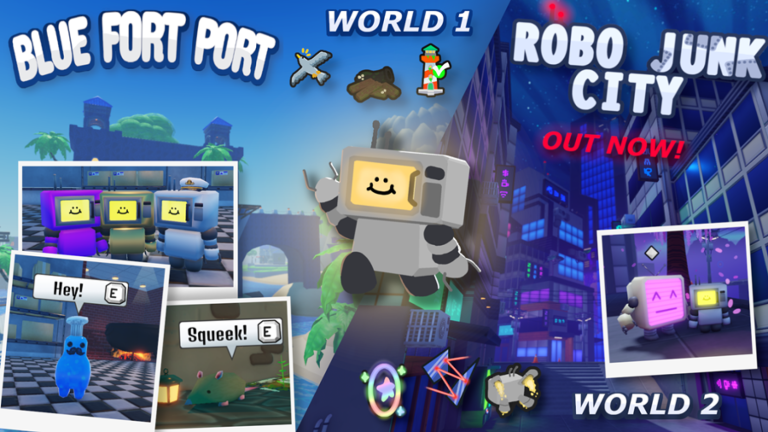 BLUE FORT PORT
WORLD 1
ROBO JUNK
CITY
OUT NOW!
Hey! E
Squeek! E
WORLD 2